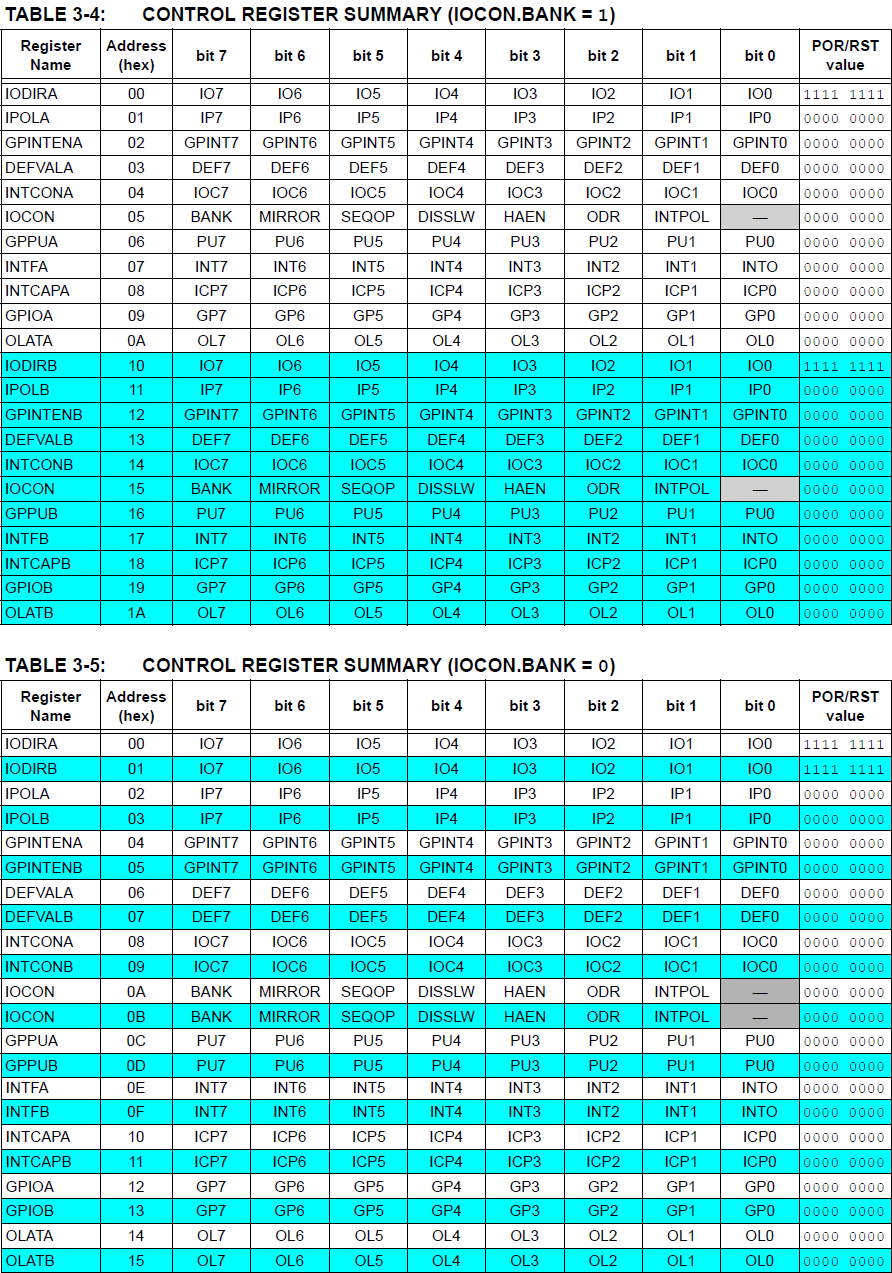 TABLE 3-4: CONTROL REGISTER SUMMARY (IOCON.BANK = 1)
Register Name Address (hex) bit 7 bit 6 bit 5 bit 4 bit 3 bit 2 bit 1 bit 0 POR/RST value
IODIRA 00 IO7 IO6 IO5 IO4 IO3 IO2 IO1 IO0 1111 1111
IPOLA 01 IP7 IP6 IP5 IP4 IP3 IP2 IP1 IP0 0000 0000
GPINTENA 02 GPINT7 GPINT6 GPINT5 GPINT4 GPINT3 GPINT2 GPINT1 GPINT0 0000 0000
DEFVALA 03 DEF7 DEF6 DEF5 DEF4 DEF3 DEF2 DEF1 DEF0 0000 0000
INTCONA 04 IOC7 IOC6 IOC5 IOC4 IOC3 IOC2 IOC1 IOC0 0000 0000
IOCON 05 BANK MIRROR SEQOP DISSLW HAEN ODR INTPOL — 0000 0000
GPPUA 06 PU7 PU6 PU5 PU4 PU3 PU2 PU1 PU0 0000 0000
INTFA 07 INT7 INT6 INT5 INT4 INT3 INT2 INT1 INTO 0000 0000
INTCAPA 08 ICP7 ICP6 ICP5 ICP4 ICP3 ICP2 ICP1 ICP0 0000 0000
GPIOA 09 GP7 GP6 GP5 GP4 GP3 GP2 GP1 GP0 0000 0000
OLATA 0A OL7 OL6 OL5 OL4 OL3 OL2 OL1 OL0 0000 0000
IODIRB 10 IO7 IO6 IO5 IO4 IO3 IO2 IO1 IO0 1111 1111
IPOLB 11 IP7 IP6 IP5 IP4 IP3 IP2 IP1 IP0 0000 0000
GPINTENB 12 GPINT7 GPINT6 GPINT5 GPINT4 GPINT3 GPINT2 GPINT1 GPINT0 0000 0000
DEFVALB 13 DEF7 DEF6 DEF5 DEF4 DEF3 DEF2 DEF1 DEF0 0000 0000
INTCONB 14 IOC7 IOC6 IOC5 IOC4 IOC3 IOC2 IOC1 IOC0 0000 0000
IOCON 15 BANK MIRROR SEQOP DISSLW HAEN ODR INTPOL — 0000 0000
GPPUB 16 PU7 PU6 PU5 PU4 PU3 PU2 PU1 PU0 0000 0000
INTFB 17 INT7 INT6 INT5 INT4 INT3 INT2 INT1 INTO 0000 0000
INTCAPB 18 ICP7 ICP6 ICP5 ICP4 ICP3 ICP2 ICP1 ICP0 0000 0000
GPIOB 19 GP7 GP6 GP5 GP4 GP3 GP2 GP1 GP0 0000 0000
OLATB 1A OL7 OL6 OL5 OL4 OL3 OL2 OL1 OL0 0000 0000
TABLE 3-5: CONTROL REGISTER SUMMARY (IOCON.BANK = 0)
Register Name Address (hex) bit 7 bit 6 bit 5 bit 4 bit 3 bit 2 bit 1 bit 0 POR/RST value
IODIRA 00 IO7 IO6 IO5 IO4 IO3 IO2 IO1 IO0 1111 1111
IODIRB 01 IO7 IO6 IO5 IO4 IO3 IO2 IO1 IO0 1111 1111
IPOLA 02 IP7 IP6 IP5 IP4 IP3 IP2 IP1 IP0 0000 0000
IPOLB 03 IP7 IP6 IP5 IP4 IP3 IP2 IP1 IP0 0000 0000
GPINTENA 04 GPINT7 GPINT6 GPINT5 GPINT4 GPINT3 GPINT2 GPINT1 GPINT0 0000 0000
GPINTENB 05 GPINT7 GPINT6 GPINT5 GPINT4 GPINT3 GPINT2 GPINT1 GPINT0 0000 0000
DEFVALA 06 DEF7 DEF6 DEF5 DEF4 DEF3 DEF2 DEF1 DEF0 0000 0000
DEFVALB 07 DEF7 DEF6 DEF5 DEF4 DEF3 DEF2 DEF1 DEF0 0000 0000
INTCONA 08 IOC7 IOC6 IOC5 IOC4 IOC3 IOC2 IOC1 IOC0 0000 0000
INTCONB 09 IOC7 IOC6 IOC5 IOC4 IOC3 IOC2 IOC1 IOC0 0000 0000
IOCON 0A BANK MIRROR SEQOP DISSLW HAEN ODR INTPOL — 0000 0000
IOCON 0B BANK MIRROR SEQOP DISSLW HAEN ODR INTPOL — 0000 0000
GPPUA 0C PU7 PU6 PU5 PU4 PU3 PU2 PU1 PU0 0000 0000
GPPUB 0D PU7 PU6 PU5 PU4 PU3 PU2 PU1 PU0 0000 0000
INTFA 0E INT7 INT6 INT5 INT4 INT3 INT2 INT1 INTO 0000 0000
INTFB 0F INT7 INT6 INT5 INT4 INT3 INT2 INT1 INTO 0000 0000
INTCAPA 10 ICP7 ICP6 ICP5 ICP4 ICP3 ICP2 ICP1 ICP0 0000 0000
INTCAPB 11 ICP7 ICP6 ICP5 ICP4 ICP3 ICP2 ICP1 ICP0 0000 0000
GPIOA 12 GP7 GP6 GP5 GP4 GP3 GP2 GP1 GP0 0000 0000
GPIOB 13 GP7 GP6 GP5 GP4 GP3 GP2 GP1 GP0 0000 0000
OLATA 14 OL7 OL6 OL5 OL4 OL3 OL2 OL1 OL0 0000 0000
OLATB 15 OL7 OL6 OL5 OL4 OL3 OL2 OL1 OL0 0000 0000